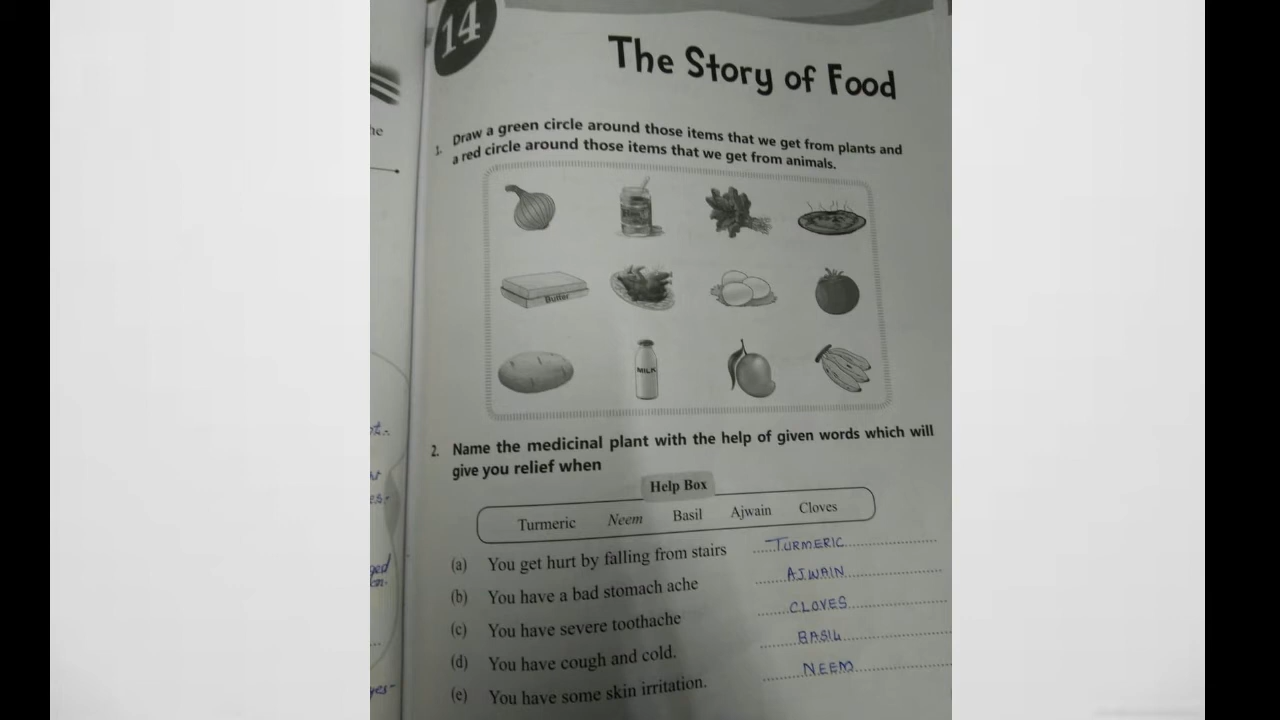 14
The Story of Food
he
1. Draw a green circle around those items that we get from plants and
a red circle around those items that we get from animals.
Butter
MILK
2. Name the medicinal plant with the help of given words which will
give you relief when
Help Box
Turmeric Neem Basil Ajwain Cloves
(a) You get hurt by falling from stairs TURMERIC
(b) You have a bad stomach ache AJWAIN
(c) You have severe toothache CLOVES
(d) You have cough and cold. BASIL
(e) You have some skin irritation. NEEM